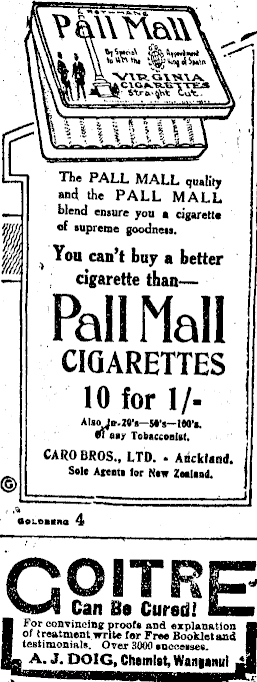 ROTHMANS
Pall Mall
By Special Appointment
to H.M the King of Spain
VIRGINIA
CIGARETTES
Straight Cut.
The PALL MALL quality
and the PALL MALL
blend ensure you a cigarette
of supreme goodness.
You can't buy a better
cigarette than—
Pall Mall
CIGARETTES
10 for 1/-
Also in 20's—50's—100's.
Of any Tobacconist.
CARO BROS., LTD. - Auckland.
Sole Agents for New Zealand.
GOLDBERG 4
GOITRE
Can Be Cured!
For convincing proofs and explanation
of treatment write for Free Booklet and
testimonials. Over 3000 successes.
A. J. DOIG, Chemist, Wanganui